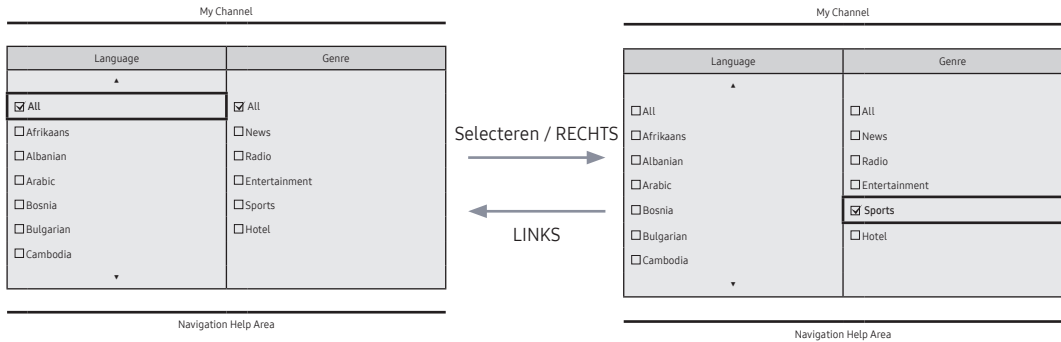 My Channel
Language
Genre
▲
☑ All
☐ Afrikaans
☐ Albanian
☐ Arabic
☐ Bosnia
☐ Bulgarian
☐ Cambodia
▼
☑ All
☐ News
☐ Radio
☐ Entertainment
☐ Sports
☐ Hotel
Navigation Help Area
Selecteren / RECHTS
LINKS
My Channel
Language
Genre
▲
☐ All
☐ Afrikaans
☐ Albanian
☐ Arabic
☐ Bosnia
☐ Bulgarian
☐ Cambodia
▼
☐ All
☐ News
☐ Radio
☐ Entertainment
☑ Sports
☐ Hotel
Navigation Help Area